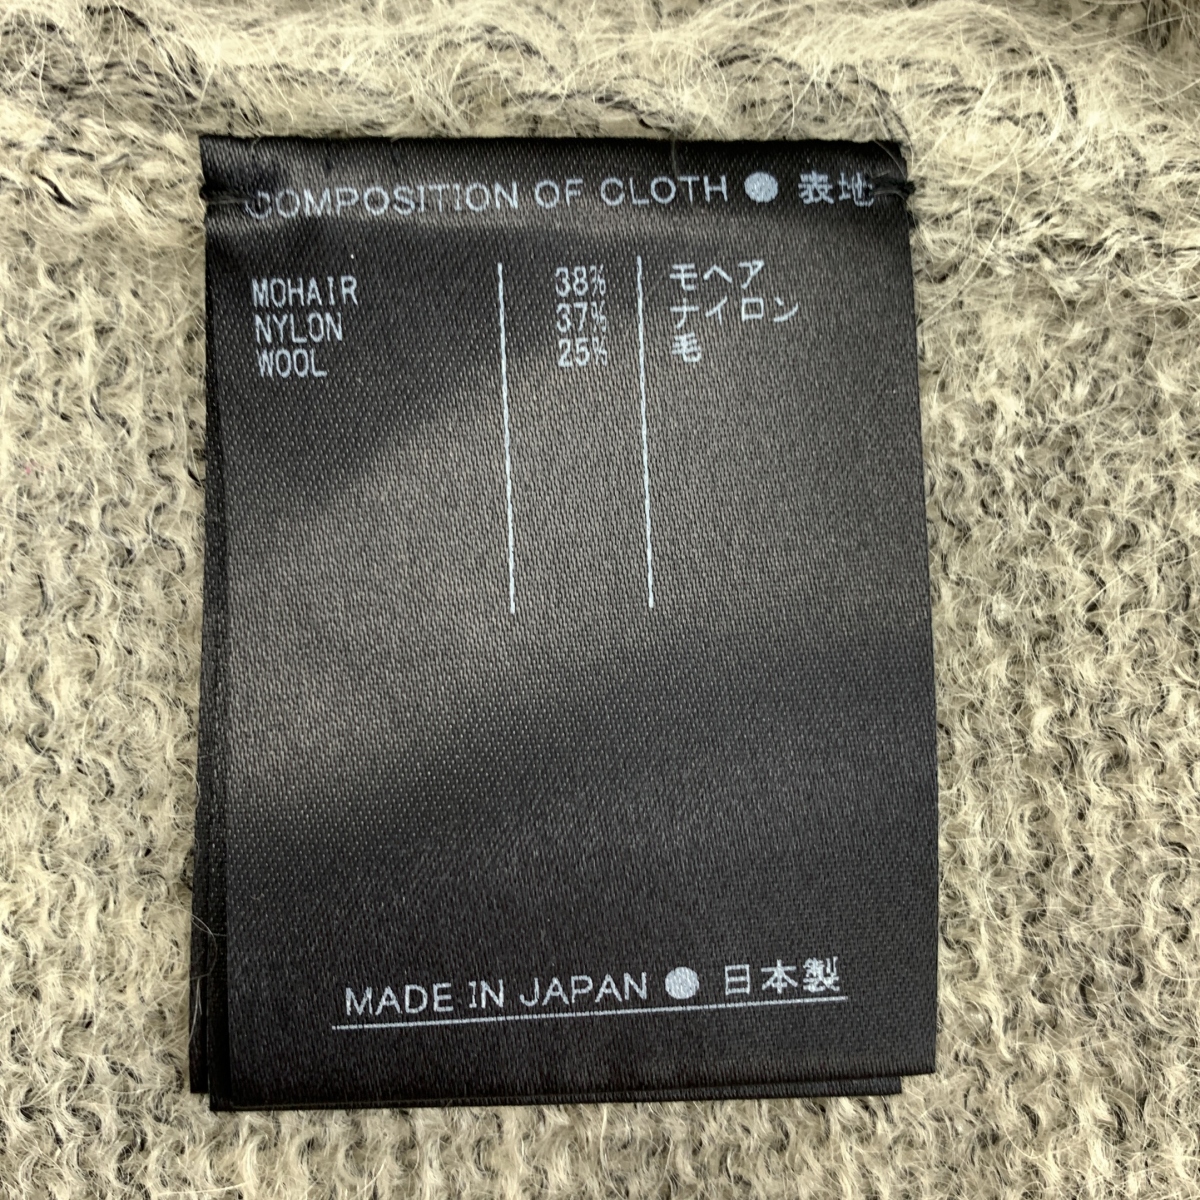 COMPOSITION OF CLOTH ● 表地
MOHAIR 38% モヘア
NYLON 37% ナイロン
WOOL 25% 毛
MADE IN JAPAN ● 日本製